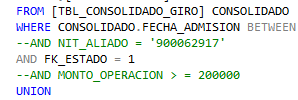 FROM [TBL_CONSOLIDADO_GIRO] CONSOLIDADO
WHERE CONSOLIDADO.FECHA_ADMISION BETWEEN
--AND NIT_ALIADO = '900062917'
AND FK_ESTADO = 1
--AND MONTO_OPERACION > = 200000
UNION